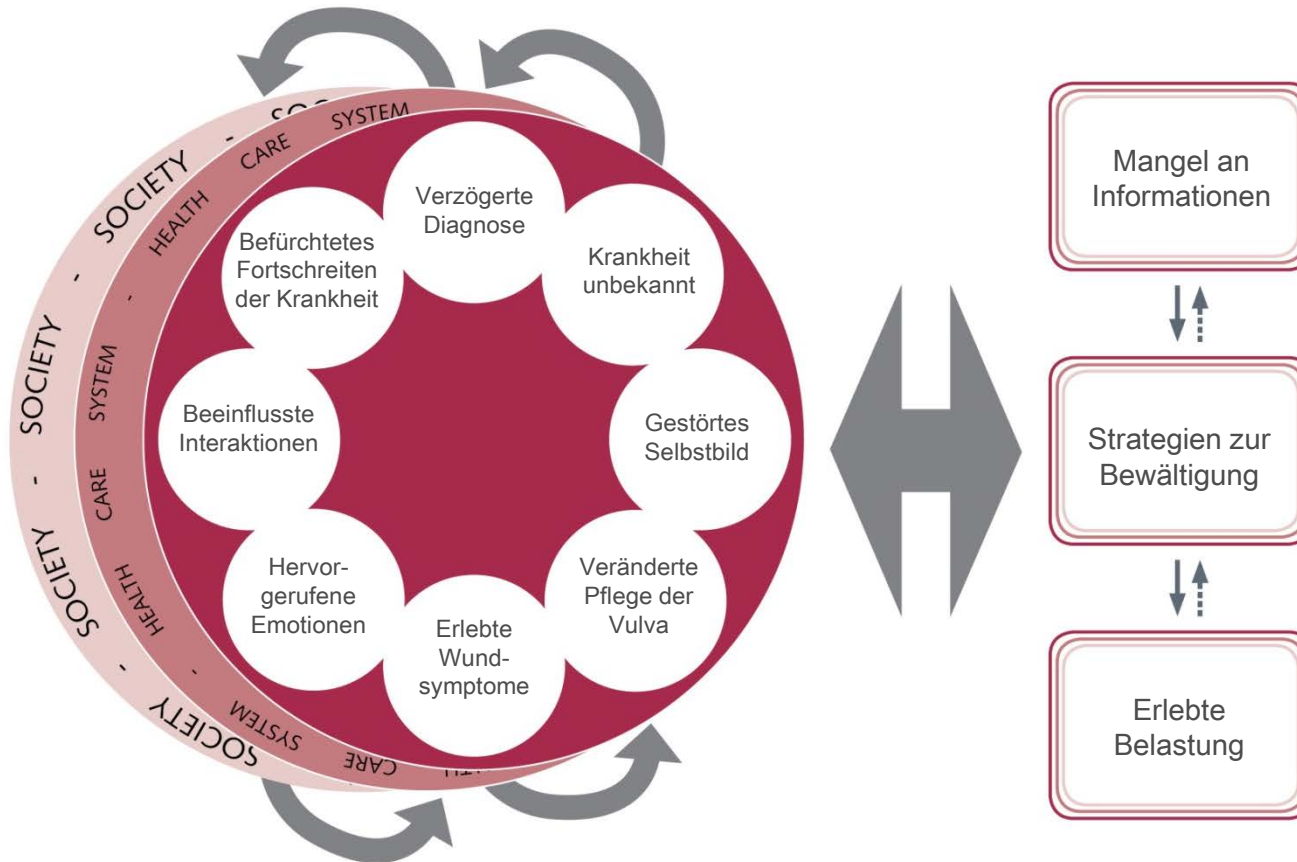 SOCIETY - SOCIETY - SOCIETY - SOCIETY -
HEALTH CARE SYSTEM - HEALTH CARE SYSTEM - HEALTH CARE SYSTEM
Verzögerte
Diagnose
Krankheit
unbekannt
Gestörtes
Selbstbild
Veränderte
Pflege der
Vulva
Erlebte
Wund-
symptome
Hervor-
gerufene
Emotionen
Beeinflusste
Interaktionen
Befürchtetes
Fortschreiten
der Krankheit
Mangel an
Informationen
Strategien zur
Bewältigung
Erlebte
Belastung